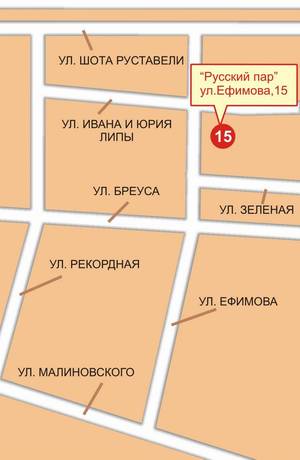 УЛ. ШОТА РУСТАВЕЛИ
“Русский пар”
ул.Ефимова,15
УЛ. ИВАНА И ЮРИЯ
ЛИПЫ
15
УЛ. БРЕУСА
УЛ. ЗЕЛЕНАЯ
УЛ. РЕКОРДНАЯ
УЛ. ЕФИМОВА
УЛ. МАЛИНОВСКОГО